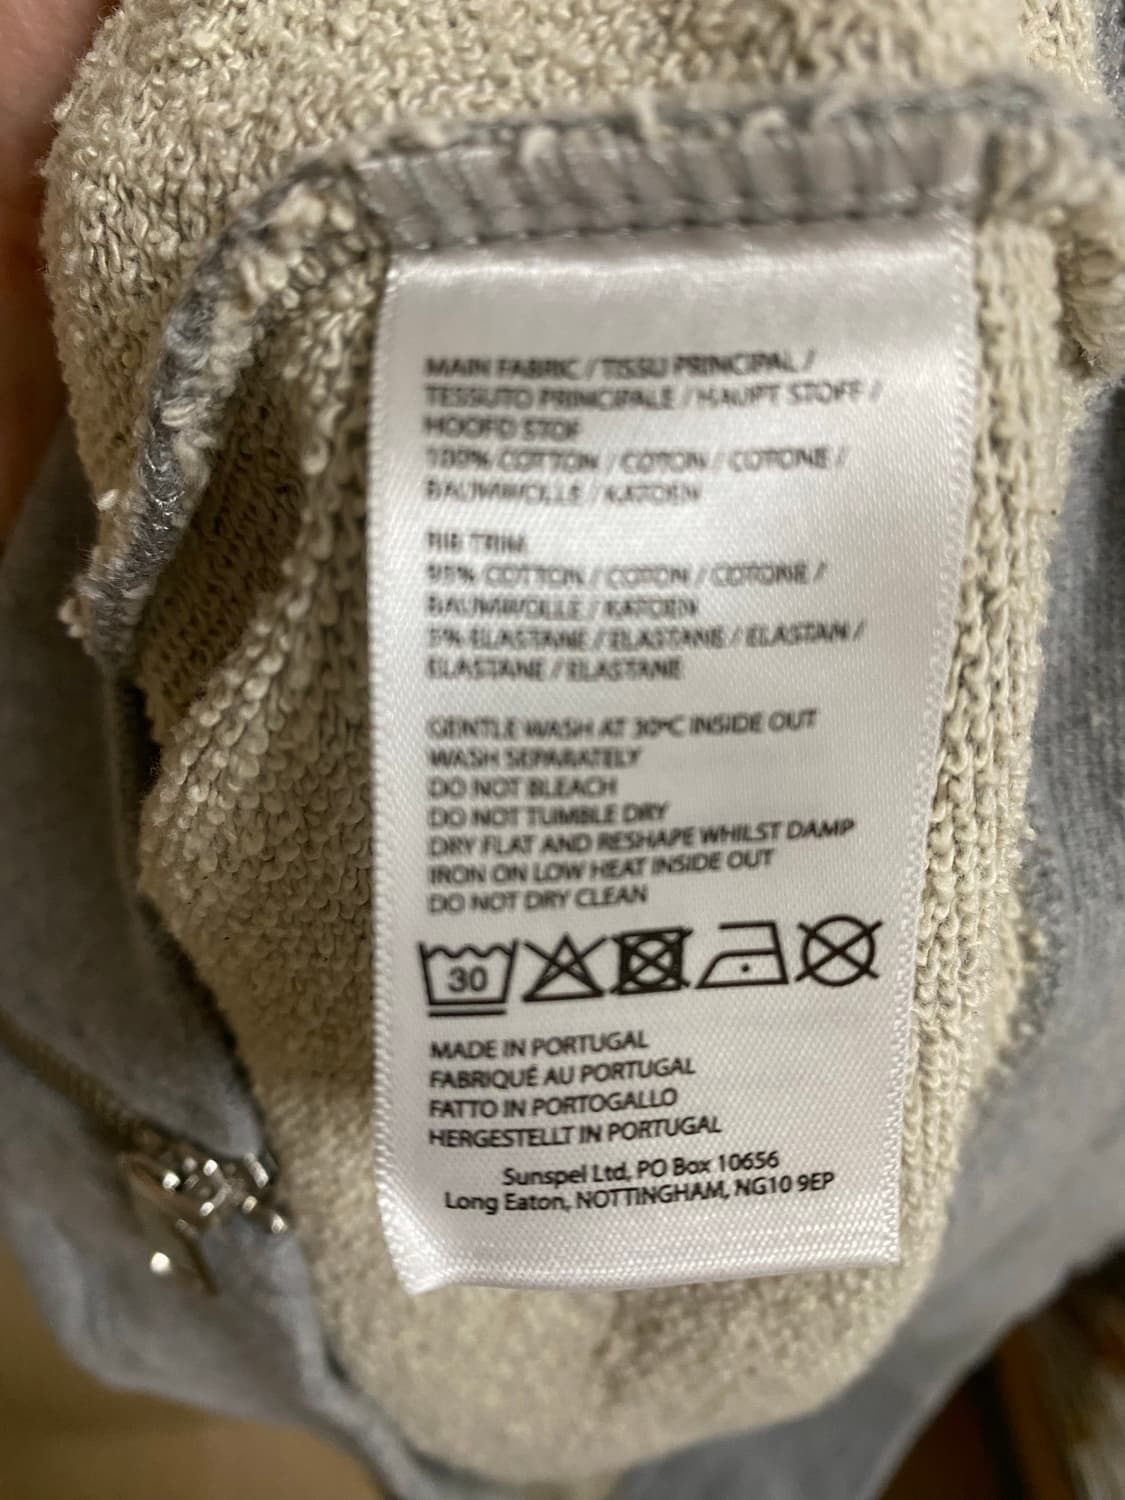 MAIN FABRIC / TISSU PRINCIPAL /
TESSUTO PRINCIPALE / HAUPT STOFF /
HOOFD STOF
100% COTTON / COTON / COTONE /
BAUMWOLLE / KATOEN
RIB TRIM
95% COTTON / COTON / COTONE /
BAUMWOLLE / KATOEN
5% ELASTANE / ELASTANE / ELASTAN /
ELASTANE / ELASTANE
GENTLE WASH AT 30°C INSIDE OUT
WASH SEPARATELY
DO NOT BLEACH
DO NOT TUMBLE DRY
DRY FLAT AND RESHAPE WHILST DAMP
IRON ON LOW HEAT INSIDE OUT
DO NOT DRY CLEAN
30
MADE IN PORTUGAL
FABRIQUÉ AU PORTUGAL
FATTO IN PORTOGALLO
HERGESTELLT IN PORTUGAL
Sunspel Ltd, PO Box 10656
Long Eaton, NOTTINGHAM, NG10 9EP